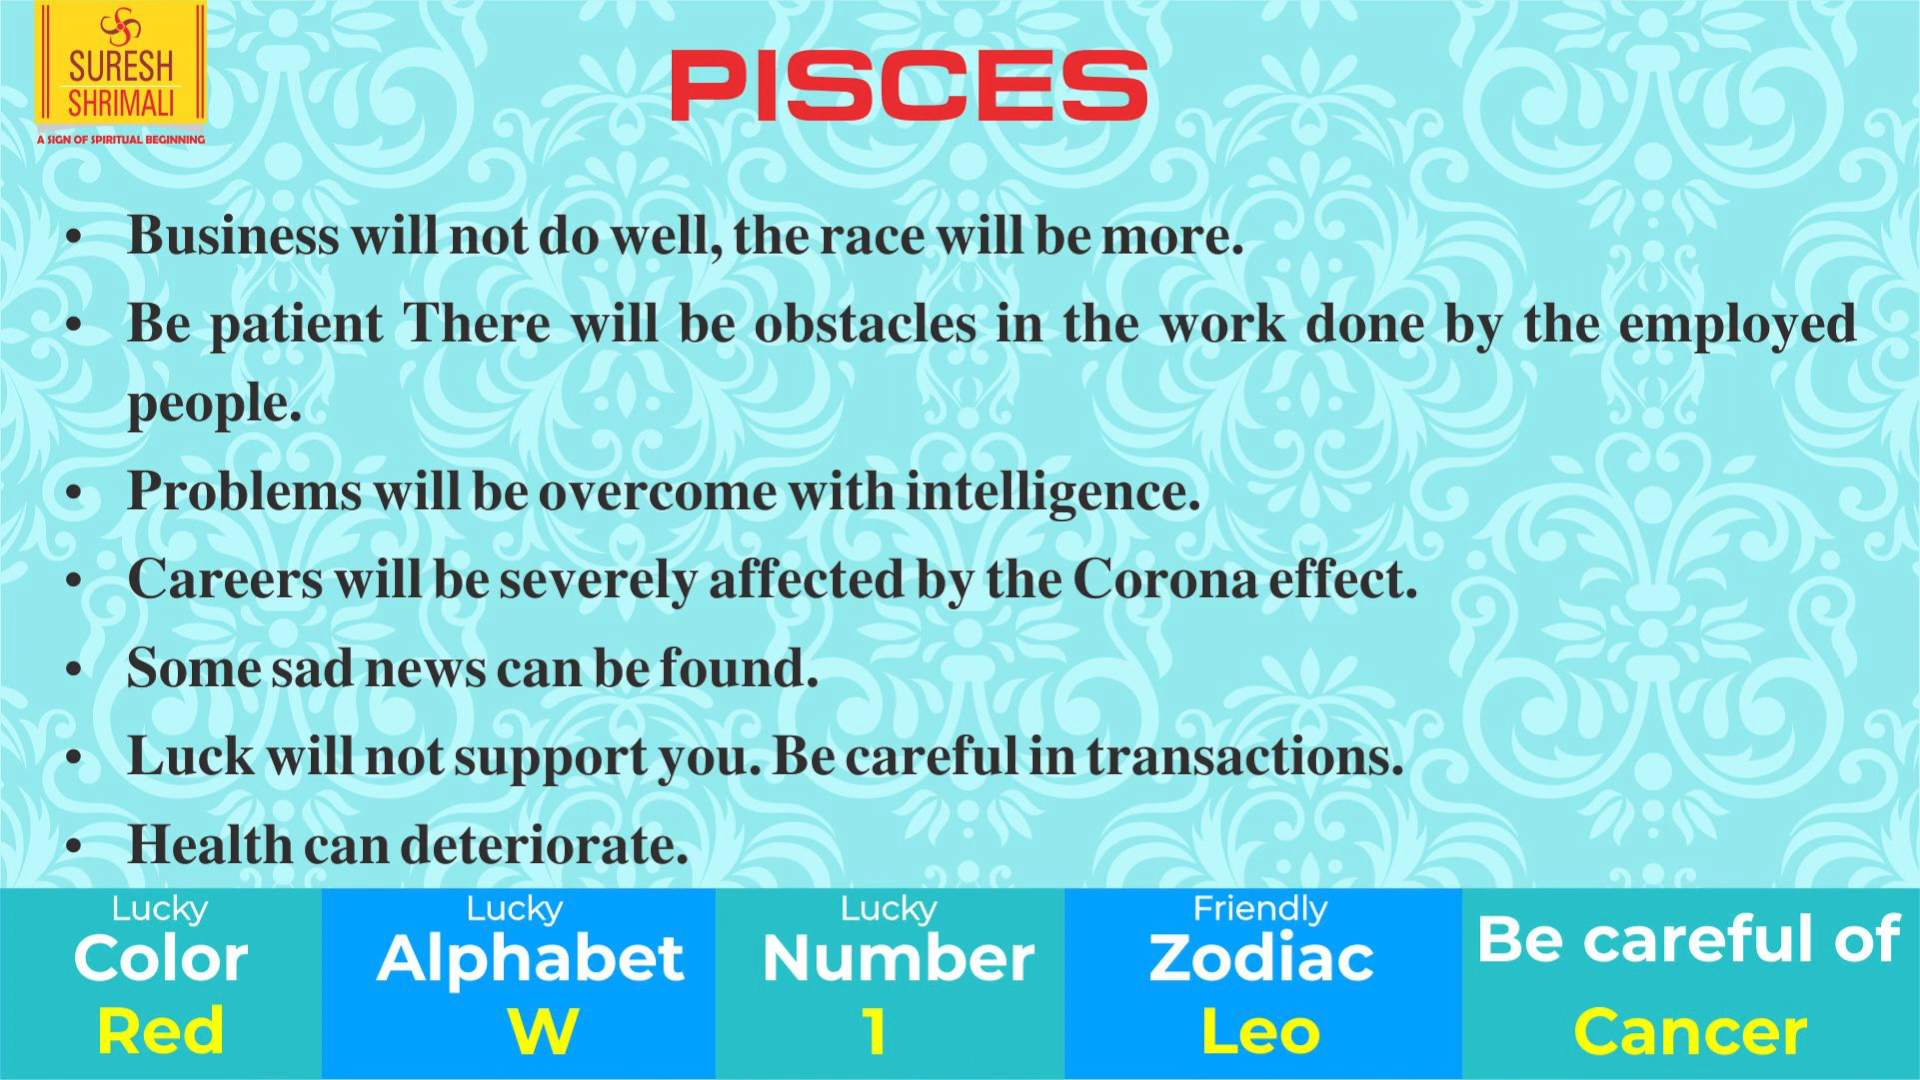 SURESH
SHRIMALI
A SIGN OF SPIRITUAL BEGINNING
PISCES
• Business will not do well, the race will be more.
• Be patient There will be obstacles in the work done by the employed
people.
• Problems will be overcome with intelligence.
• Careers will be severely affected by the Corona effect.
• Some sad news can be found.
• Luck will not support you. Be careful in transactions.
• Health can deteriorate.
Lucky
Color
Red
Lucky
Alphabet
W
Lucky
Number
1
Friendly
Zodiac
Leo
Be careful of
Cancer